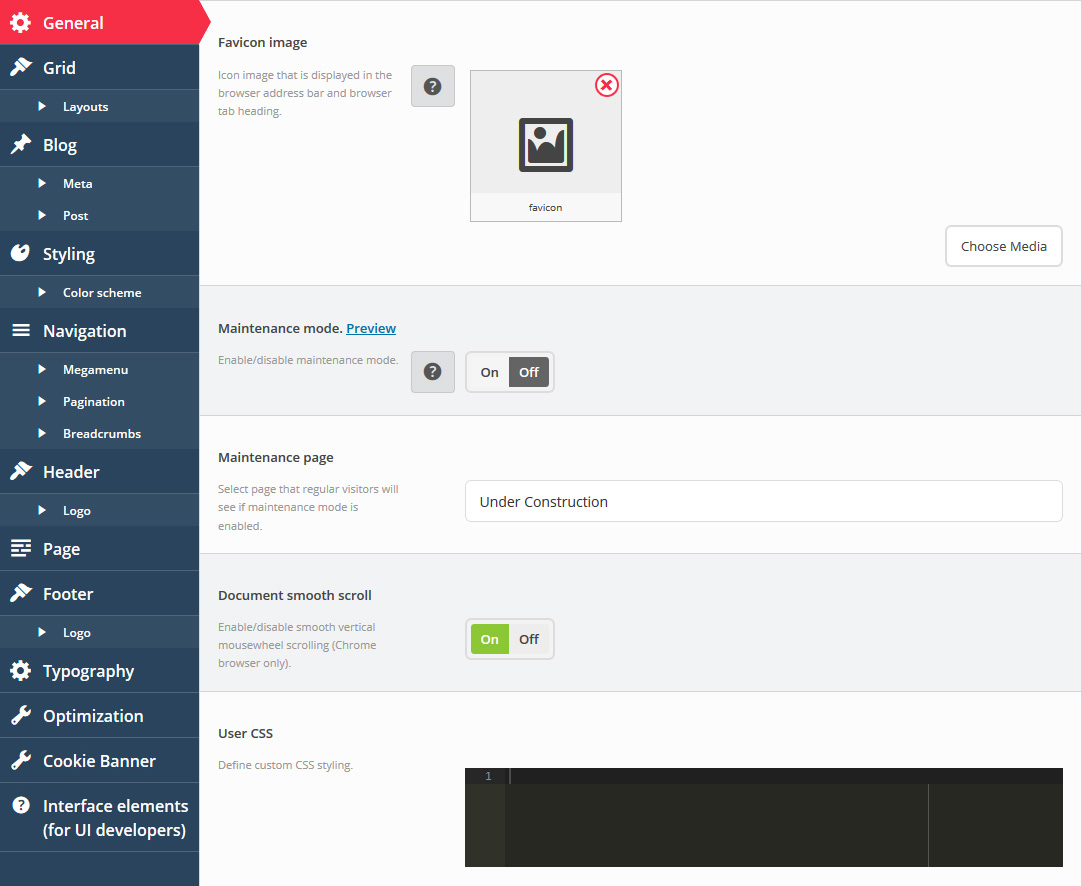 General
Grid
Layouts
Blog
Meta
Post
Styling
Color scheme
Navigation
Megamenu
Pagination
Breadcrumbs
Header
Logo
Page
Footer
Logo
Typography
Optimization
Cookie Banner
Interface elements
(for UI developers)
Favicon image
Icon image that is displayed in the
browser address bar and browser
tab heading.
?
favicon
Choose Media
Maintenance mode. Preview
Enable/disable maintenance mode.
?
On Off
Maintenance page
Select page that regular visitors will
see if maintenance mode is
enabled.
Under Construction
Document smooth scroll
Enable/disable smooth vertical
mousewheel scrolling (Chrome
browser only).
On Off
User CSS
Define custom CSS styling.
1